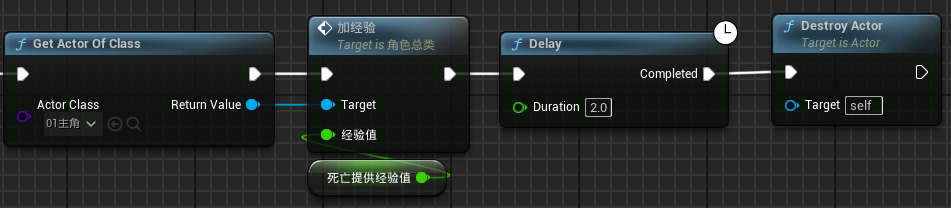 Get Actor Of Class
Actor Class
01主角
Return Value
加经验
Target is 角色总类
Target
经验值
死亡提供经验值
Delay
Completed
Duration 2.0
Destroy Actor
Target is Actor
Target self